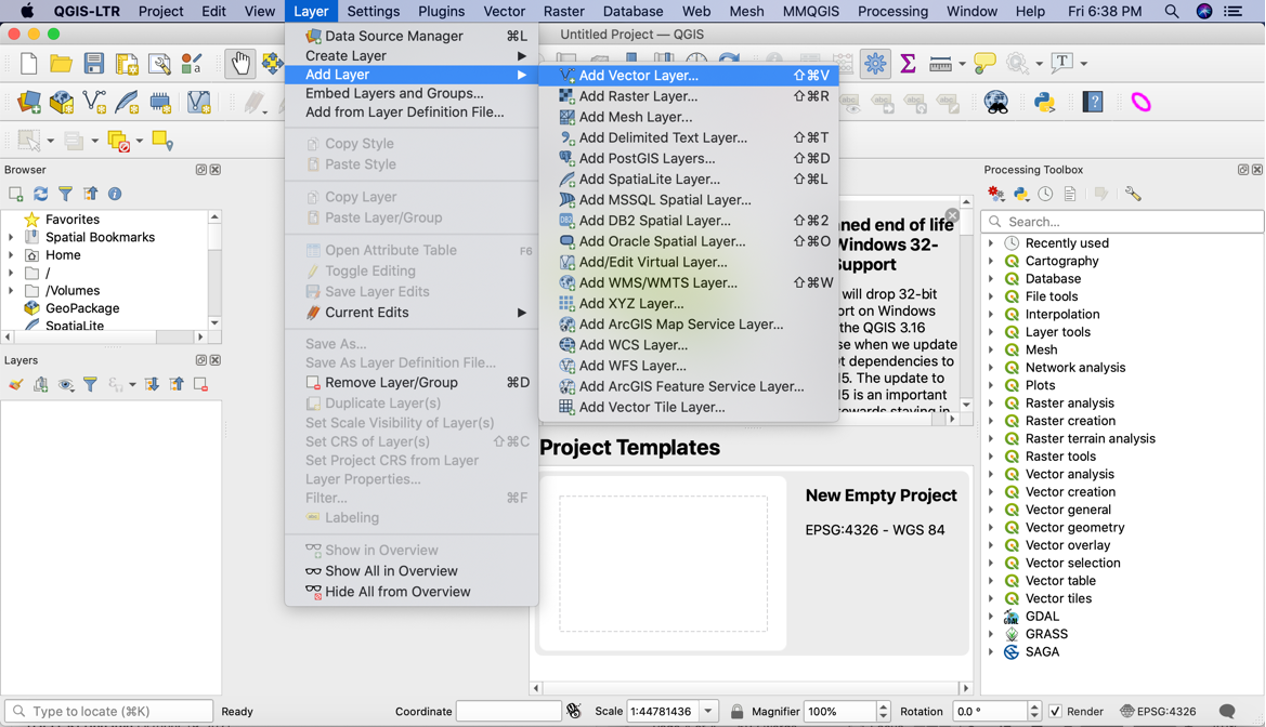 QGIS-LTR Project Edit View Layer Settings Plugins Vector Raster Database Web Mesh MMQGIS Processing Window Help Fri 6:38 PM
Untitled Project — QGIS
Data Source Manager ⌘L
Create Layer
Add Layer
Embed Layers and Groups...
Add from Layer Definition File...
Copy Style
Paste Style
Copy Layer
Paste Layer/Group
Open Attribute Table F6
Toggle Editing
Save Layer Edits
Current Edits
Save As...
Save As Layer Definition File...
Remove Layer/Group ⌘D
Duplicate Layer(s)
Set Scale Visibility of Layer(s)
Set CRS of Layer(s) ⇧⌘C
Set Project CRS from Layer
Layer Properties...
Filter... ⌘F
Labeling
Show in Overview
Show All in Overview
Hide All from Overview
Add Vector Layer... ⇧⌘V
Add Raster Layer... ⇧⌘R
Add Mesh Layer...
Add Delimited Text Layer... ⇧⌘T
Add PostGIS Layers... ⇧⌘D
Add SpatiaLite Layer... ⇧⌘L
Add MSSQL Spatial Layer...
Add DB2 Spatial Layer... ⇧⌘2
Add Oracle Spatial Layer... ⇧⌘O
Add/Edit Virtual Layer...
Add WMS/WMTS Layer... ⇧⌘W
Add XYZ Layer...
Add ArcGIS Map Service Layer...
Add WCS Layer...
Add WFS Layer...
Add ArcGIS Feature Service Layer...
Add Vector Tile Layer...
Browser
Favorites
Spatial Bookmarks
Home
/
/Volumes
GeoPackage
SpatiaLite
Layers
ned end of life
Windows 32-
Support
will drop 32-bit
ort on Windows
the QGIS 3.16
se when we update
t dependencies to
15. The update to
15 is an important
towards staying in
Project Templates
New Empty Project
EPSG:4326 - WGS 84
Processing Toolbox
Search...
Recently used
Cartography
Database
File tools
Interpolation
Layer tools
Mesh
Network analysis
Plots
Raster analysis
Raster creation
Raster terrain analysis
Raster tools
Vector analysis
Vector creation
Vector general
Vector geometry
Vector overlay
Vector selection
Vector table
Vector tiles
GDAL
GRASS
SAGA
Type to locate (⌘K) Ready Coordinate Scale 1:44781436 Magnifier 100% Rotation 0.0 ° Render EPSG:4326